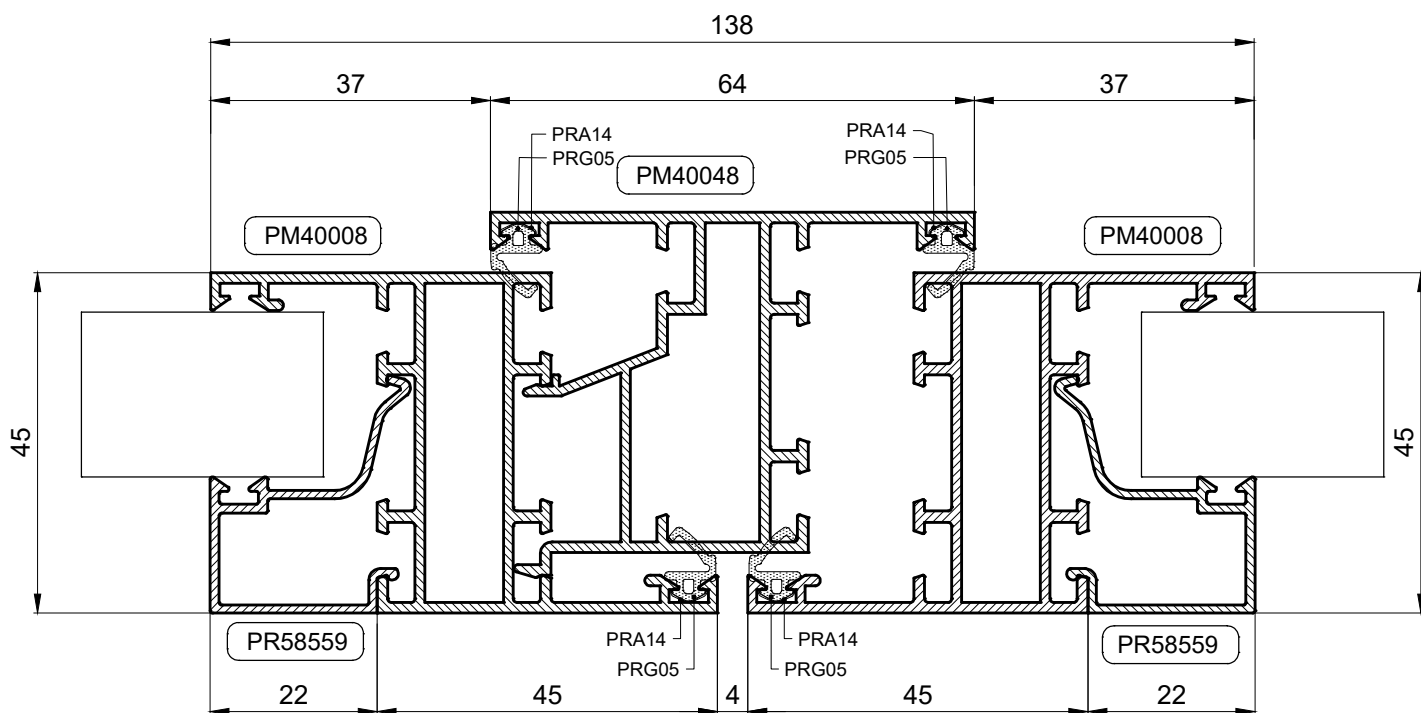 138
37 64 37
PRA14 PRA14
PRG05 PRG05
PM40048
PM40008 PM40008
45 45
PRA14 PRA14
PR58559 PR58559
PRG05 PRG05
22 45 4 45 22